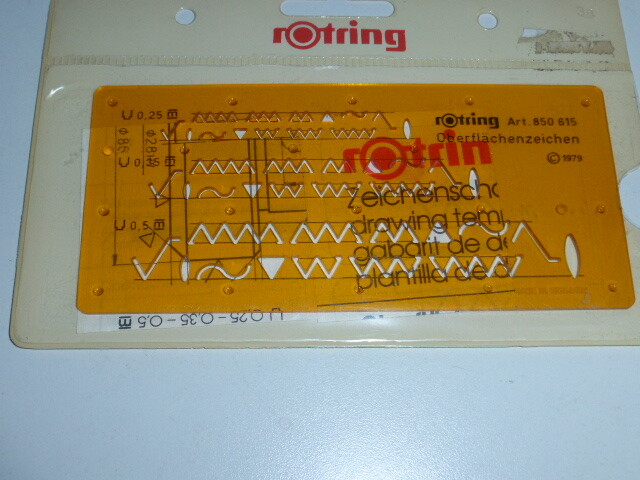 rotring
rotring Art. 850 615
Oberflächenzeichen
© 1979
0,25
0,35
0,5
rotrin
Zeichensch
drawing tem
gabarit de de
plantilla de d
0,25 - 0,35 - 0,5